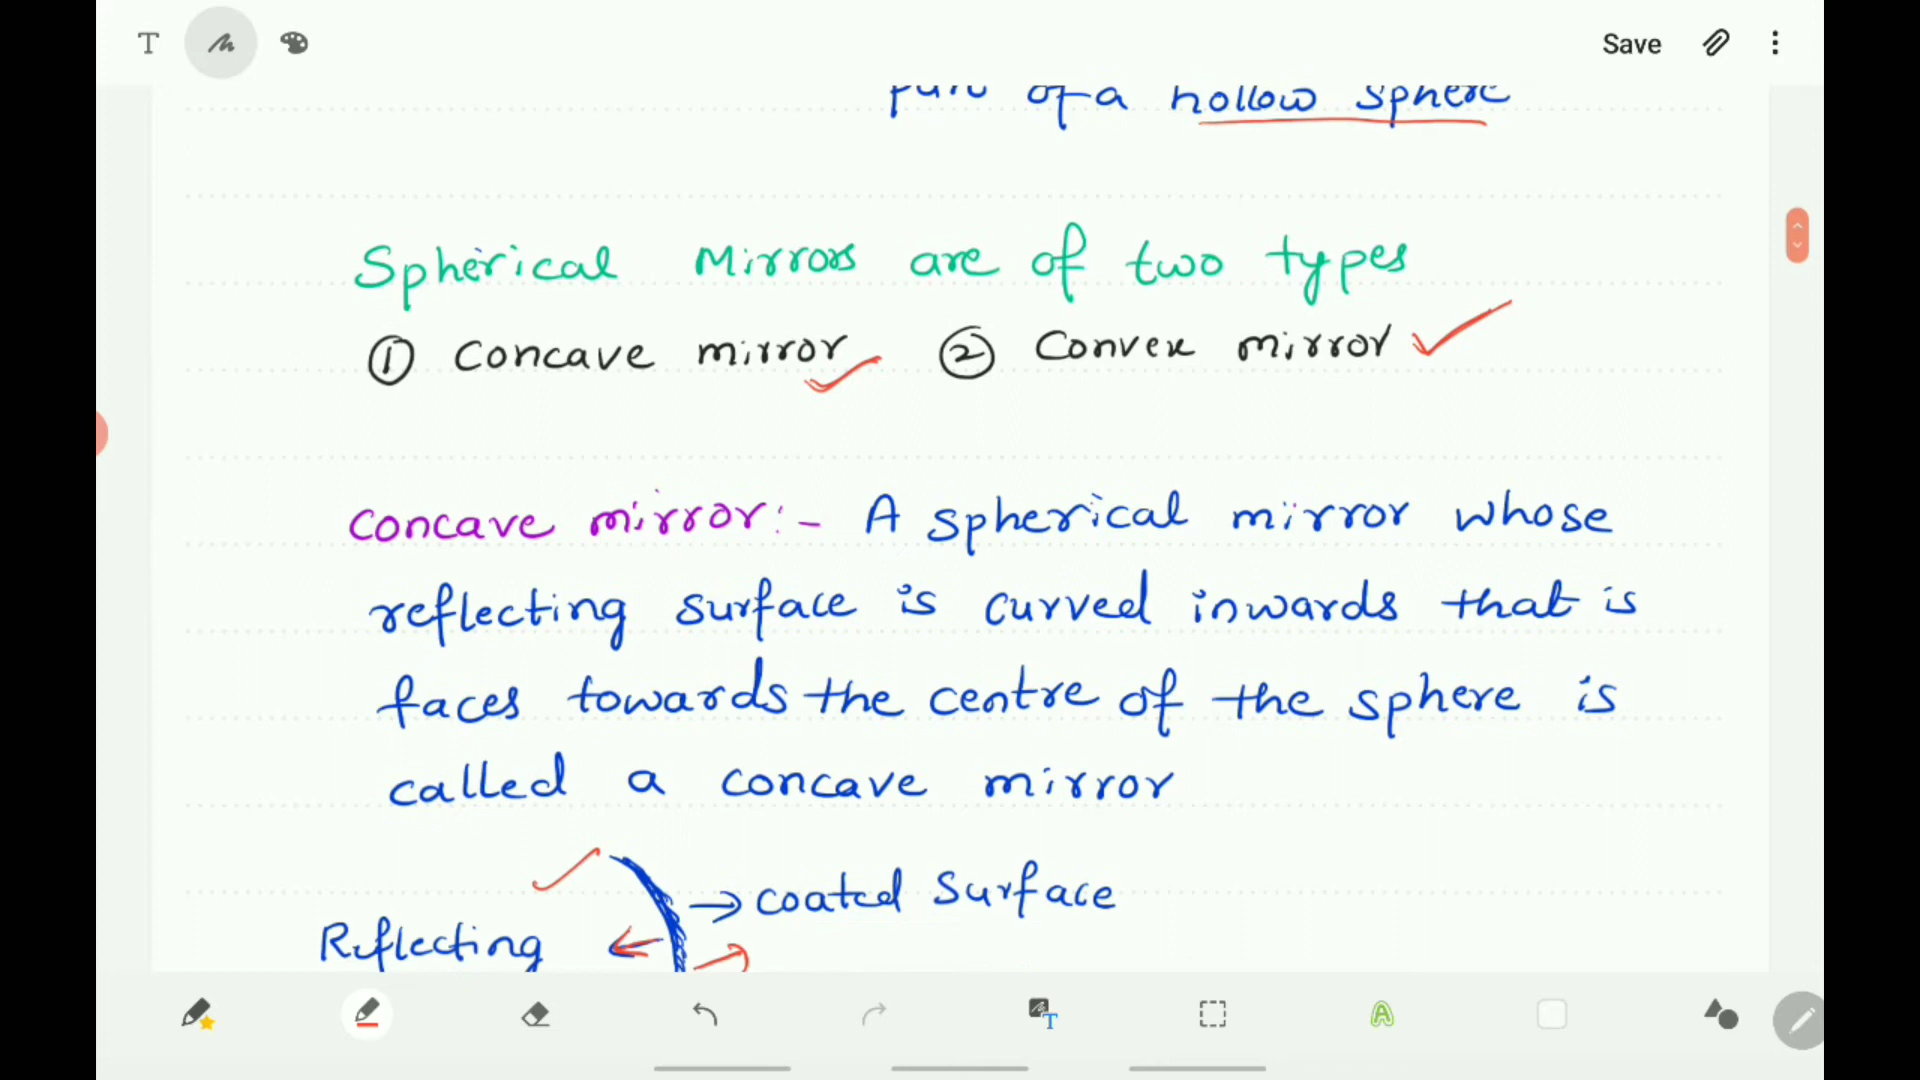 Save
of a hollow sphere
Spherical Mirrors are of two types
① Concave mirror ② Convex mirror
Concave mirror:- A spherical mirror whose
reflecting surface is curved inwards that is
faces towards the centre of the sphere is
called a concave mirror
→ coated Surface
Reflecting